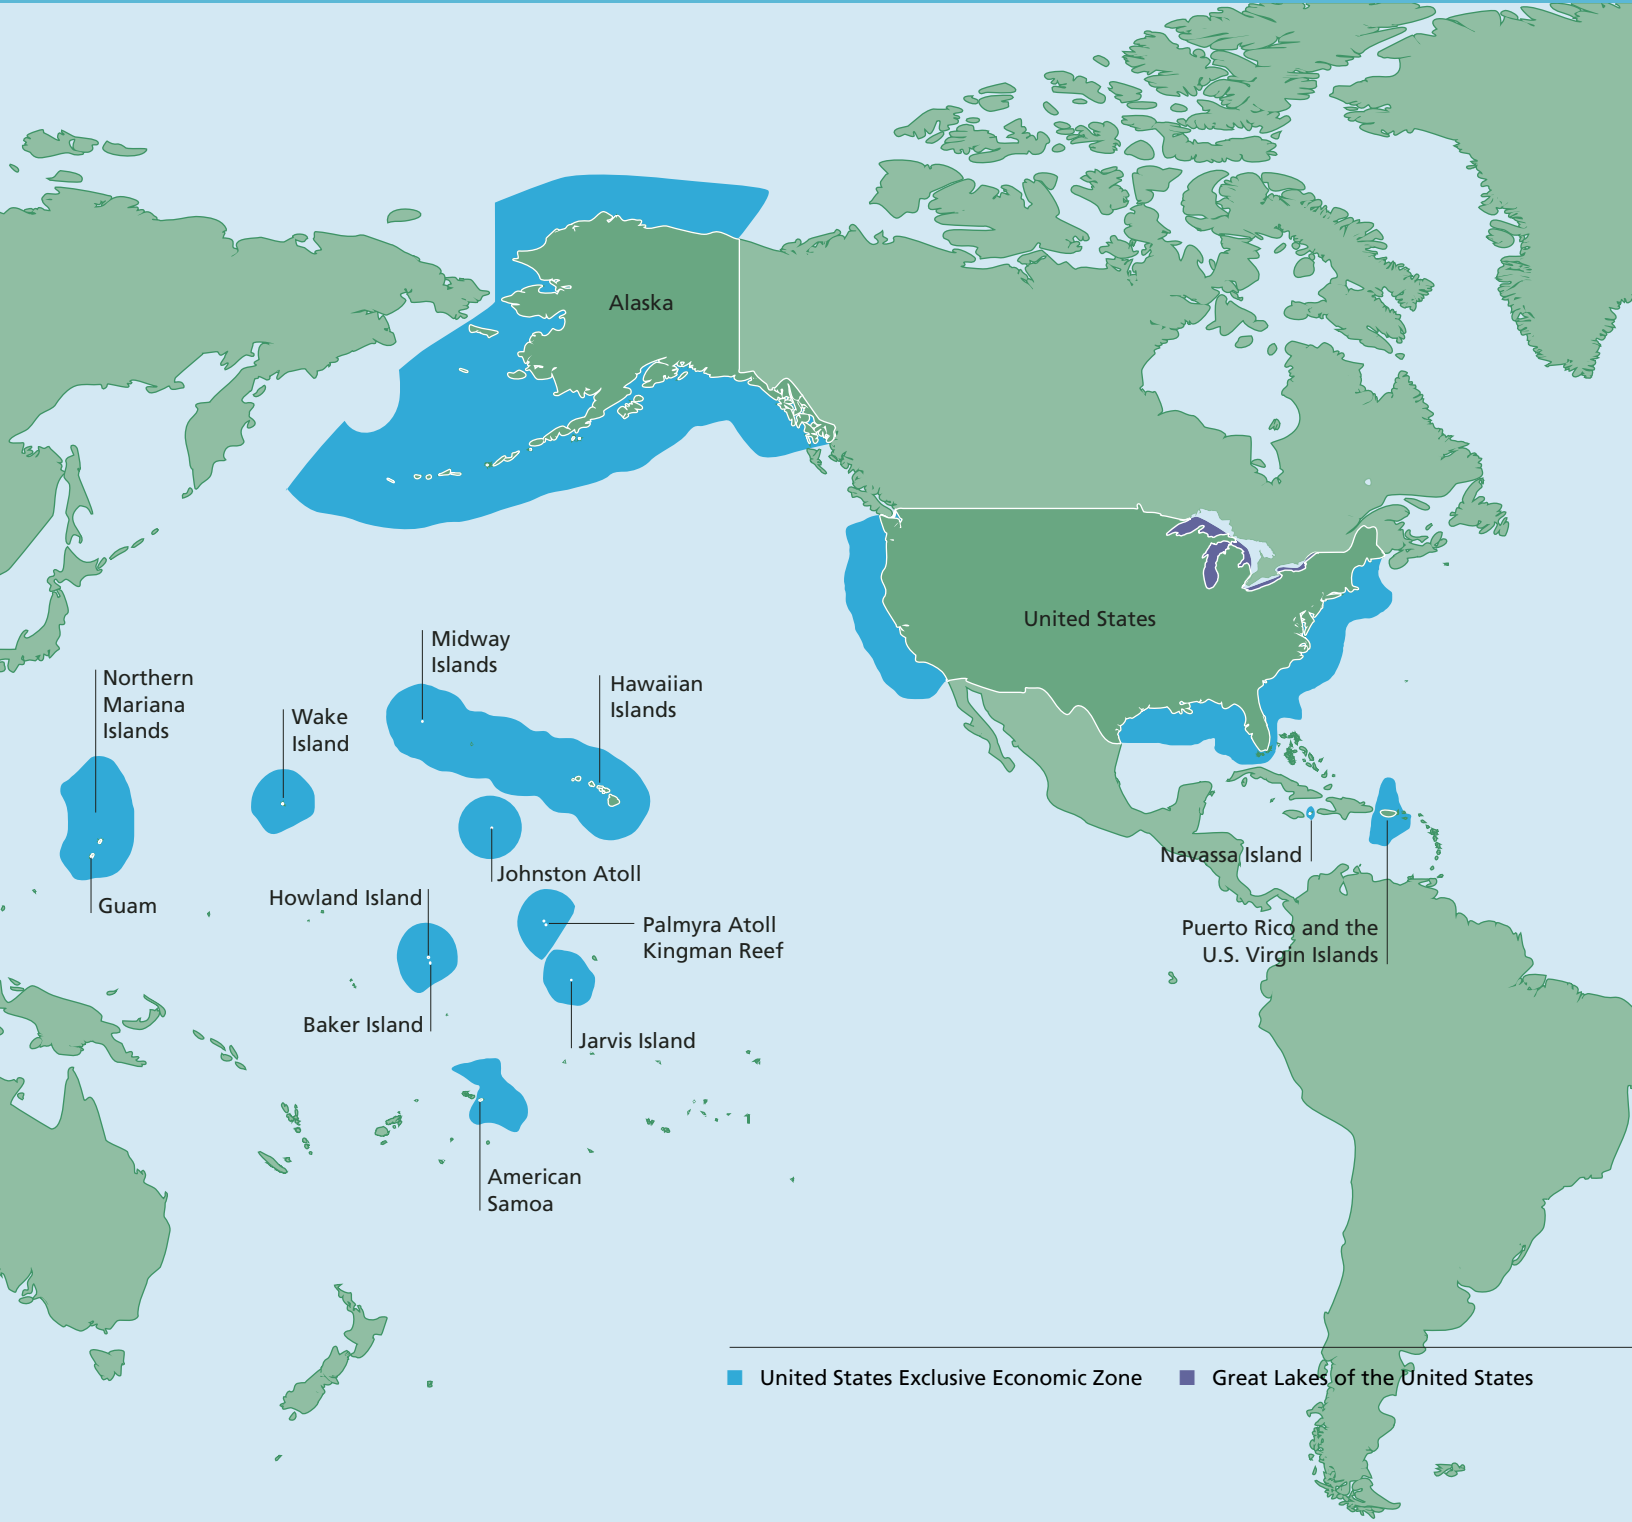 Alaska
United States
Midway
Islands
Northern
Mariana
Islands
Hawaiian
Islands
Wake
Island
Navassa Island
Johnston Atoll
Howland Island
Guam
Palmyra Atoll
Kingman Reef
Puerto Rico and the
U.S. Virgin Islands
Baker Island
Jarvis Island
American
Samoa
United States Exclusive Economic Zone
Great Lakes of the United States